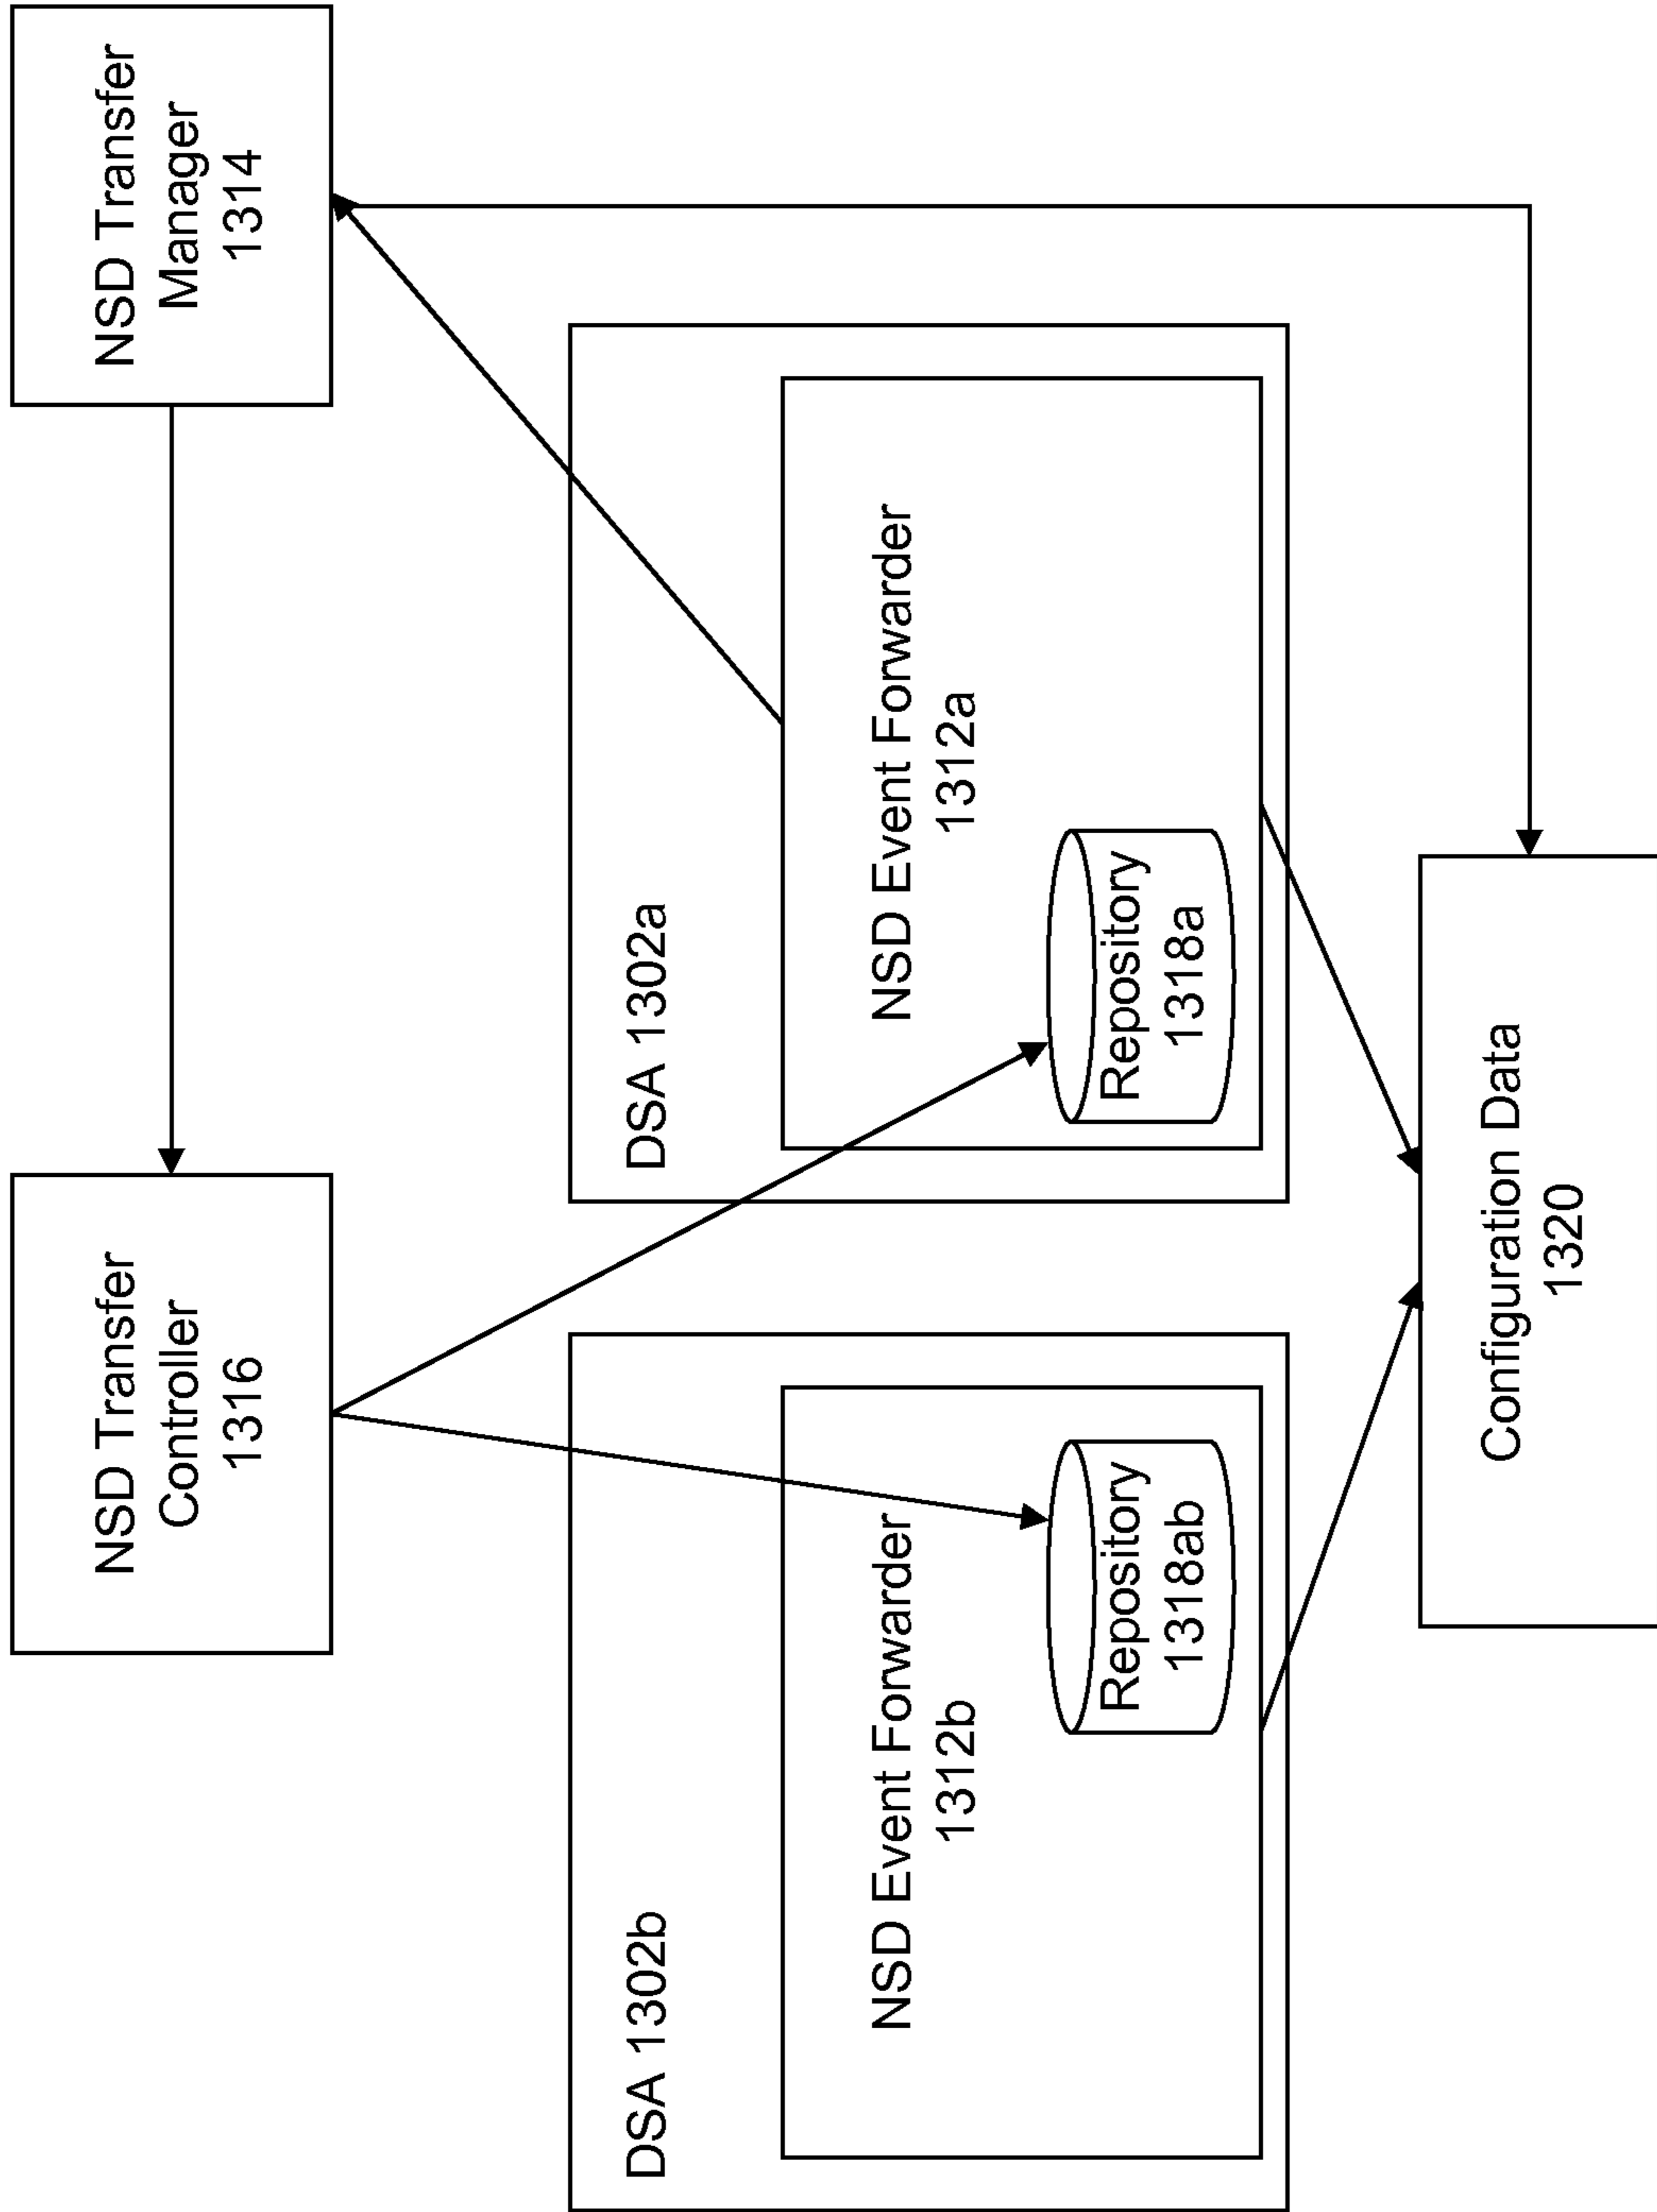 NSD Transfer
Controller
1316
NSD Transfer
Manager
1314
DSA 1302b
NSD Event Forwarder
1312b
Repository
1318ab
DSA 1302a
NSD Event Forwarder
1312a
Repository
1318a
Configuration Data
1320